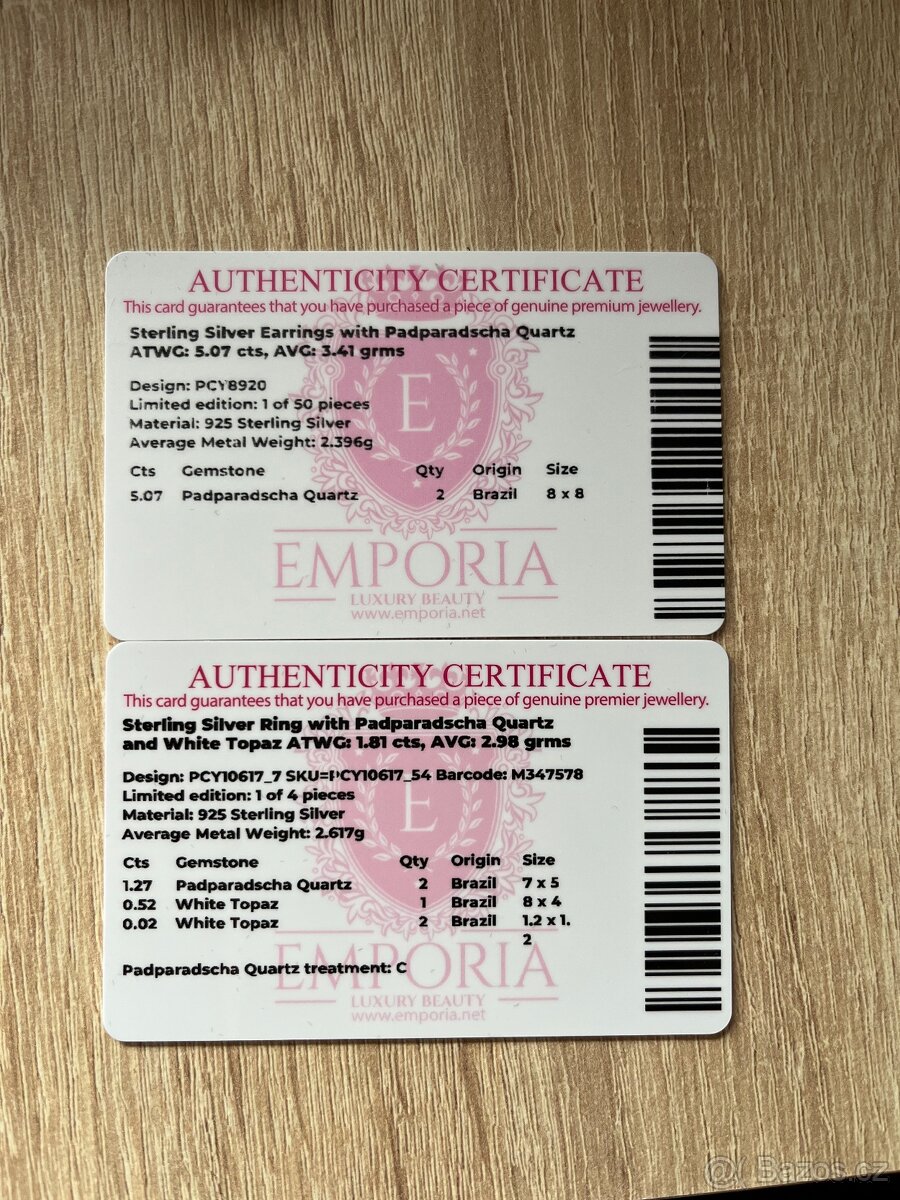 AUTHENTICITY CERTIFICATE
This card guarantees that you have purchased a piece of genuine premium jewellery.
Sterling Silver Earrings with Padparadscha Quartz
ATWG: 5.07 cts, AVG: 3.41 grms
Design: PCY8920
Limited edition: 1 of 50 pieces
Material: 925 Sterling Silver
Average Metal Weight: 2.396g
Cts Gemstone Qty Origin Size
5.07 Padparadscha Quartz 2 Brazil 8 x 8
E
EMPORIA
LUXURY BEAUTY
www.emporia.net
AUTHENTICITY CERTIFICATE
This card guarantees that you have purchased a piece of genuine premier jewellery.
Sterling Silver Ring with Padparadscha Quartz
and White Topaz ATWG: 1.81 cts, AVG: 2.98 grms
Design: PCY10617_7 SKU=PCY10617_54 Barcode: M347578
Limited edition: 1 of 4 pieces
Material: 925 Sterling Silver
Average Metal Weight: 2.617g
Cts Gemstone Qty Origin Size
1.27 Padparadscha Quartz 2 Brazil 7 x 5
0.52 White Topaz 1 Brazil 8 x 4
0.02 White Topaz 2 Brazil 1.2 x 1.
2
Padparadscha Quartz treatment: C
E
EMPORIA
LUXURY BEAUTY
www.emporia.net
@ Bazos.cz